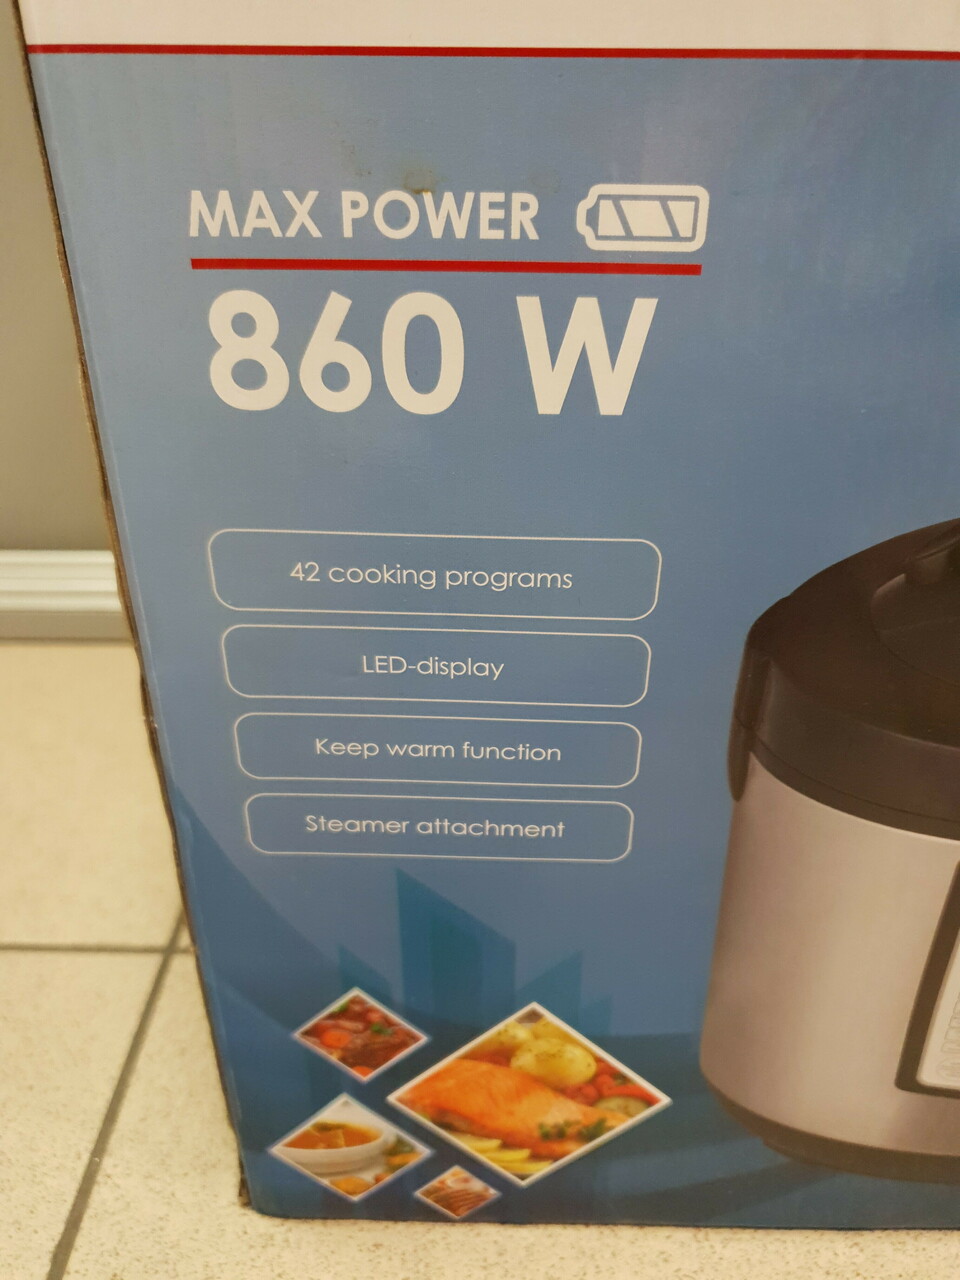 MAX POWER
860 W
42 cooking programs
LED-display
Keep warm function
Steamer attachment